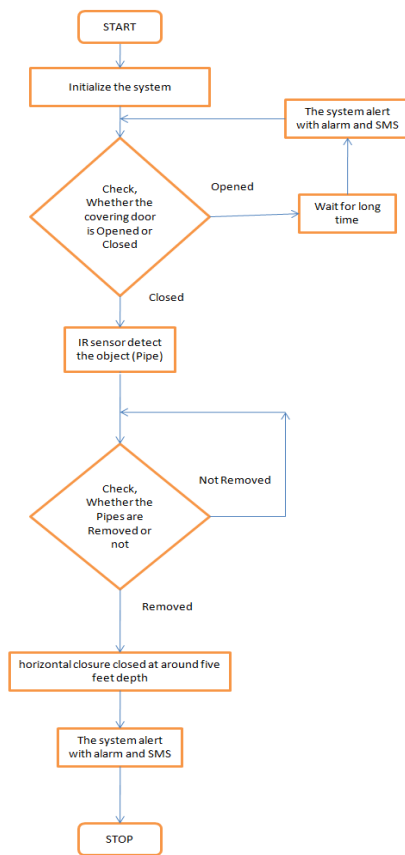 START
Initialize the system
The system alert
with alarm and SMS
Check,
Whether the
covering door
is Opened or
Closed
Opened
Wait for long
time
Closed
IR sensor detect
the object (Pipe)
Check,
Whether the
Pipes are
Removed or
not
Not Removed
Removed
horizontal closure closed at around five
feet depth
The system alert
with alarm and SMS
STOP